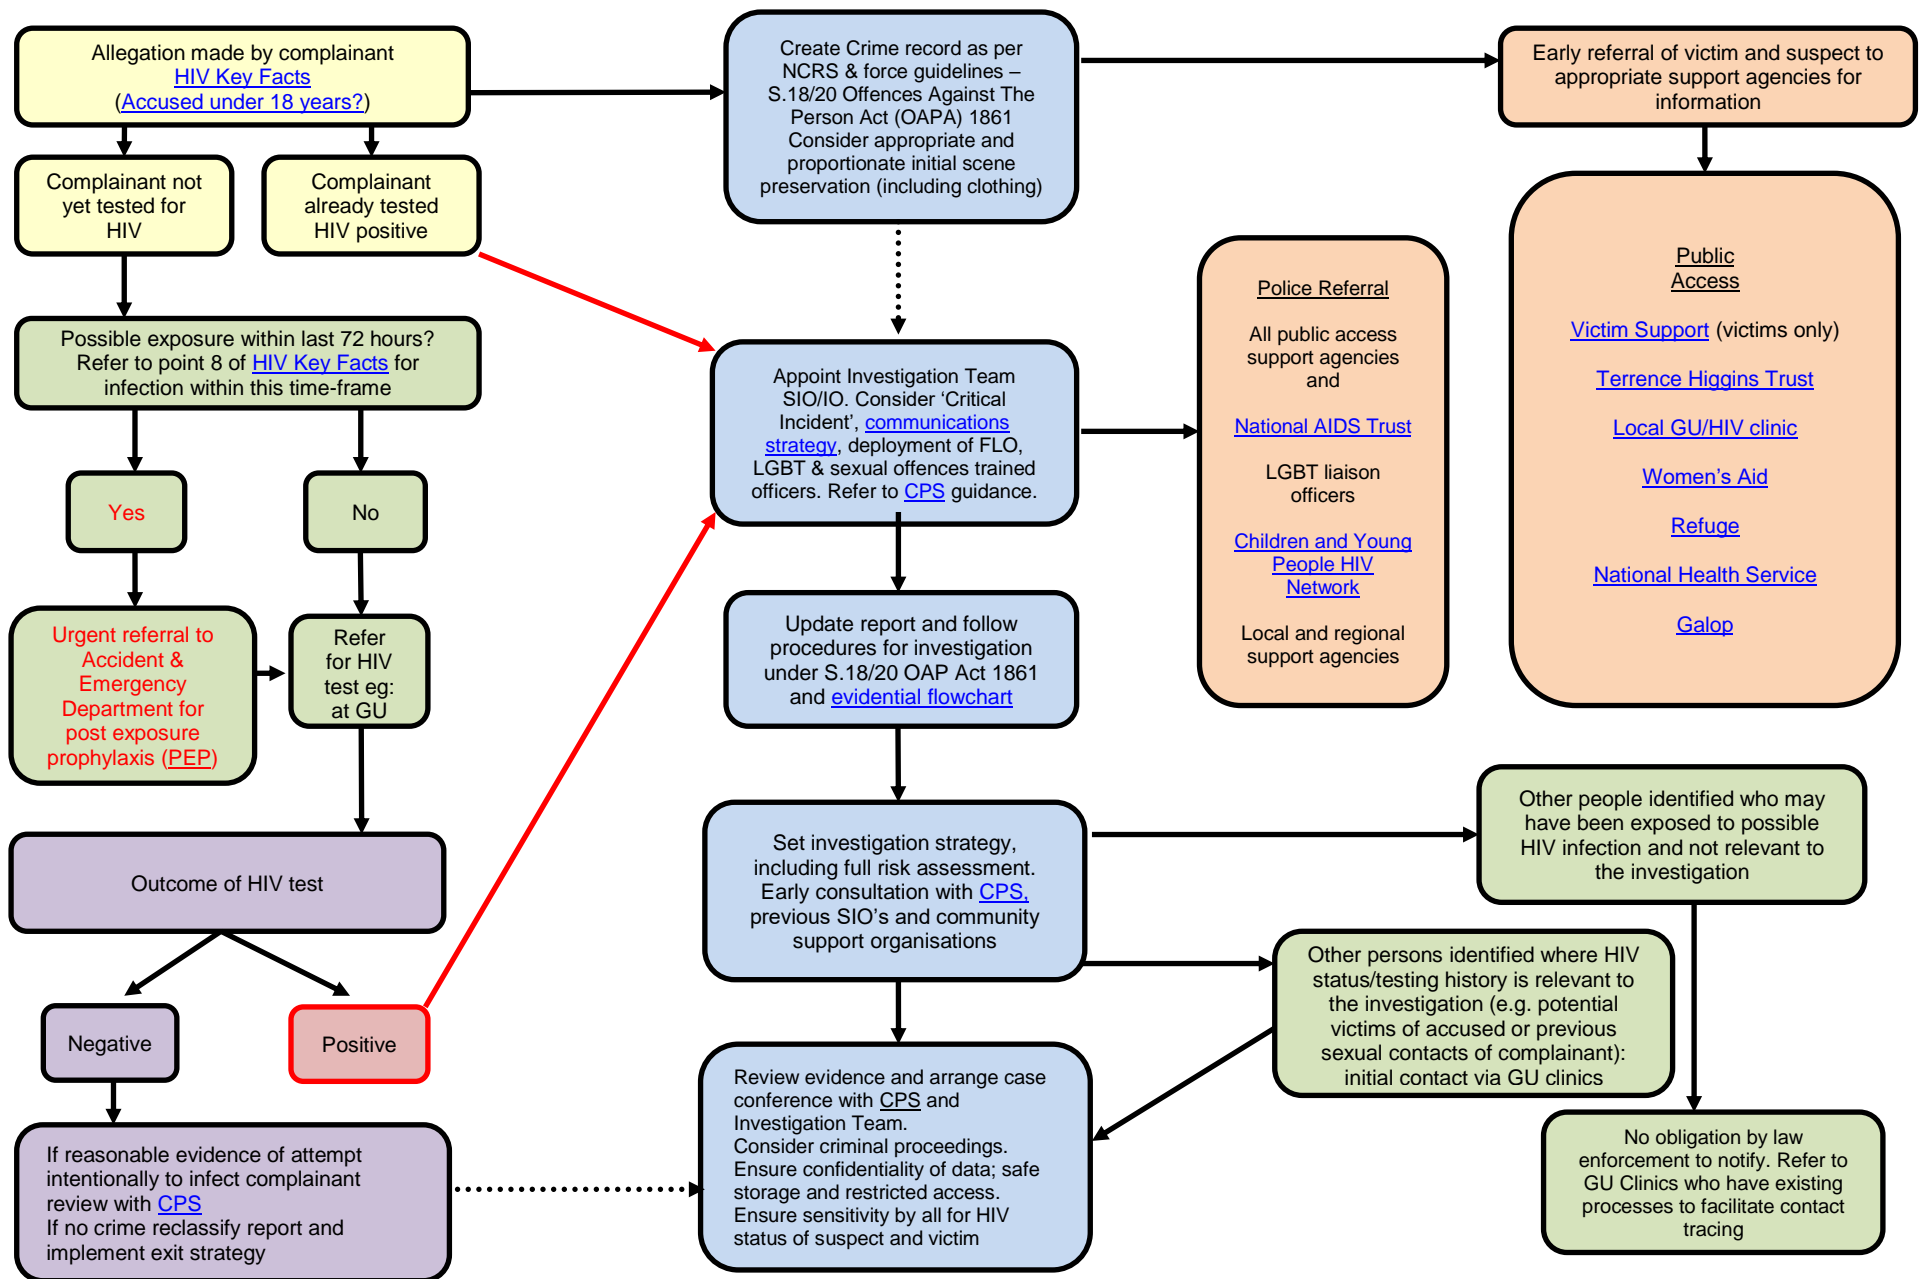 Allegation made by complainant
HIV Key Facts
(Accused under 18 years?)
Create Crime record as per
NCRS & force guidelines –
S.18/20 Offences Against The
Person Act (OAPA) 1861
Consider appropriate and
proportionate initial scene
preservation (including clothing)
Early referral of victim and suspect to
appropriate support agencies for
information
Complainant not
yet tested for
HIV
Complainant
already tested
HIV positive
Possible exposure within last 72 hours?
Refer to point 8 of HIV Key Facts for
infection within this time-frame
Yes
No
Urgent referral to
Accident &
Emergency
Department for
post exposure
prophylaxis (PEP)
Refer
for HIV
test eg:
at GU
Outcome of HIV test
Negative
Positive
If reasonable evidence of attempt
intentionally to infect complainant
review with CPS
If no crime reclassify report and
implement exit strategy
Appoint Investigation Team
SIO/IO. Consider ‘Critical
Incident’, communications
strategy, deployment of FLO,
LGBT & sexual offences trained
officers. Refer to CPS guidance.
Update report and follow
procedures for investigation
under S.18/20 OAP Act 1861
and evidential flowchart
Set investigation strategy,
including full risk assessment.
Early consultation with CPS,
previous SIO's and community
support organisations
Review evidence and arrange case
conference with CPS and
Investigation Team.
Consider criminal proceedings.
Ensure confidentiality of data; safe
storage and restricted access.
Ensure sensitivity by all for HIV
status of suspect and victim
Police Referral
All public access
support agencies
and
National AIDS Trust
LGBT liaison
officers
Children and Young
People HIV
Network
Local and regional
support agencies
Public
Access
Victim Support (victims only)
Terrence Higgins Trust
Local GU/HIV clinic
Women's Aid
Refuge
National Health Service
Galop
Other people identified who may
have been exposed to possible
HIV infection and not relevant to
the investigation
Other persons identified where HIV
status/testing history is relevant to
the investigation (e.g. potential
victims of accused or previous
sexual contacts of complainant):
initial contact via GU clinics
No obligation by law
enforcement to notify. Refer to
GU Clinics who have existing
processes to facilitate contact
tracing